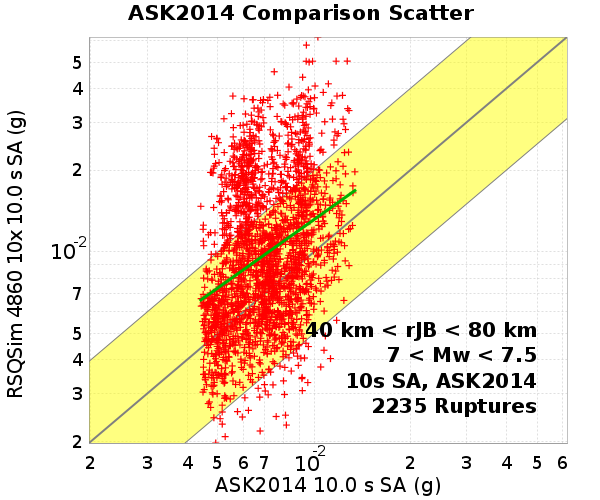 ASK2014 Comparison Scatter
RSQSim 4860 10x 10.0 s SA (g)
5
4
3
2
10-2
7
5
4
3
2
40 km < rJB < 80 km
7 < Mw < 7.5
10s SA, ASK2014
2235 Ruptures
2 3 4 5 6 7 10-2 2 3 4 5 6
ASK2014 10.0 s SA (g)